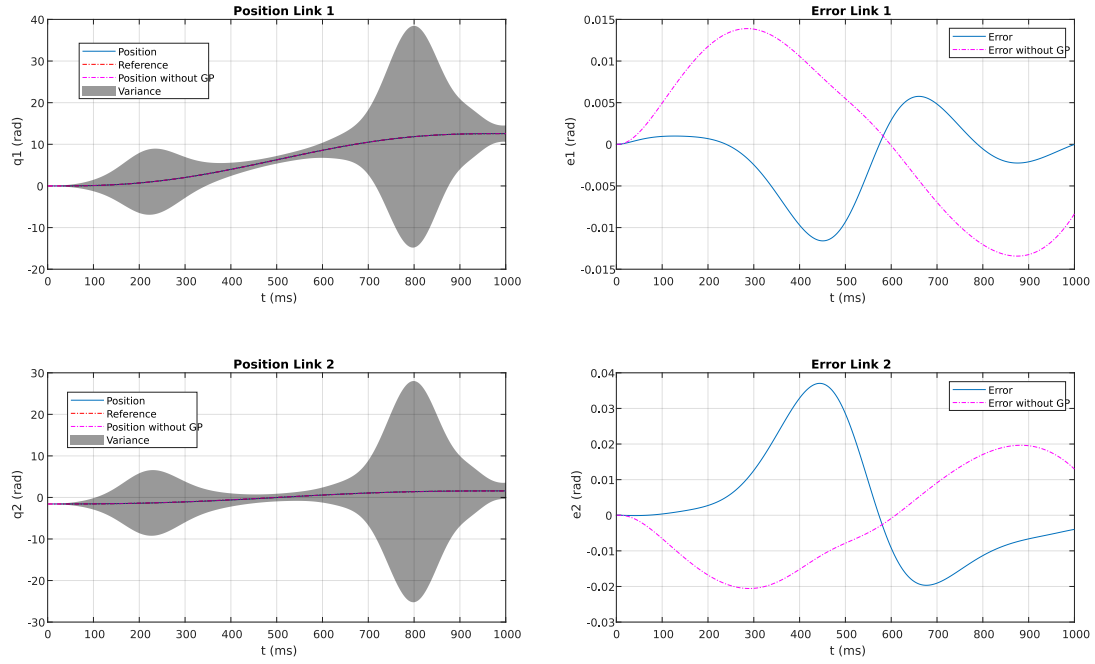 Position Link 1
40
30
20
10
0
-10
-20
q1 (rad)
Position
Reference
Position without GP
Variance
0 100 200 300 400 500 600 700 800 900 1000
t (ms)
Error Link 1
0.015
0.01
0.005
0
-0.005
-0.01
-0.015
e1 (rad)
Error
Error without GP
0 100 200 300 400 500 600 700 800 900 1000
t (ms)
Position Link 2
30
20
10
0
-10
-20
-30
q2 (rad)
Position
Reference
Position without GP
Variance
0 100 200 300 400 500 600 700 800 900 1000
t (ms)
Error Link 2
0.04
0.03
0.02
0.01
0
-0.01
-0.02
-0.03
e2 (rad)
Error
Error without GP
0 100 200 300 400 500 600 700 800 900 1000
t (ms)